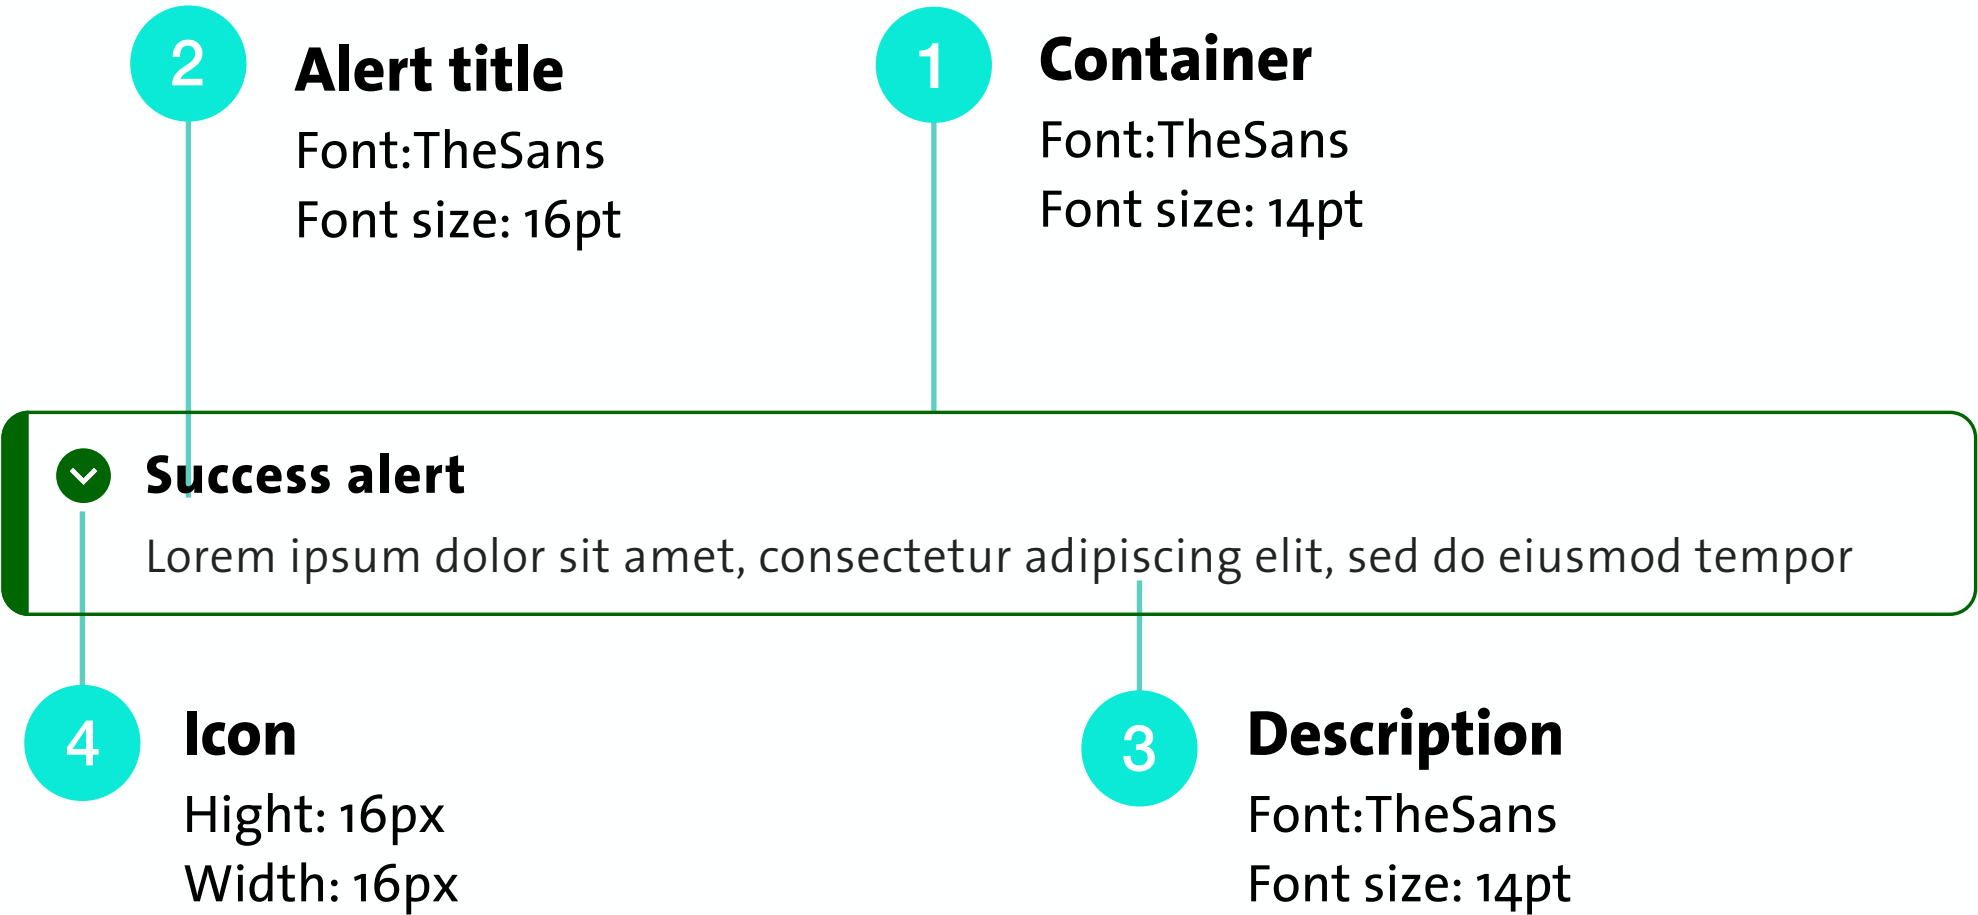 2
Alert title
Font:TheSans
Font size: 16pt
1
Container
Font:TheSans
Font size: 14pt
Success alert
Lorem ipsum dolor sit amet, consectetur adipiscing elit, sed do eiusmod tempor
4
Icon
Hight: 16px
Width: 16px
3
Description
Font:TheSans
Font size: 14pt